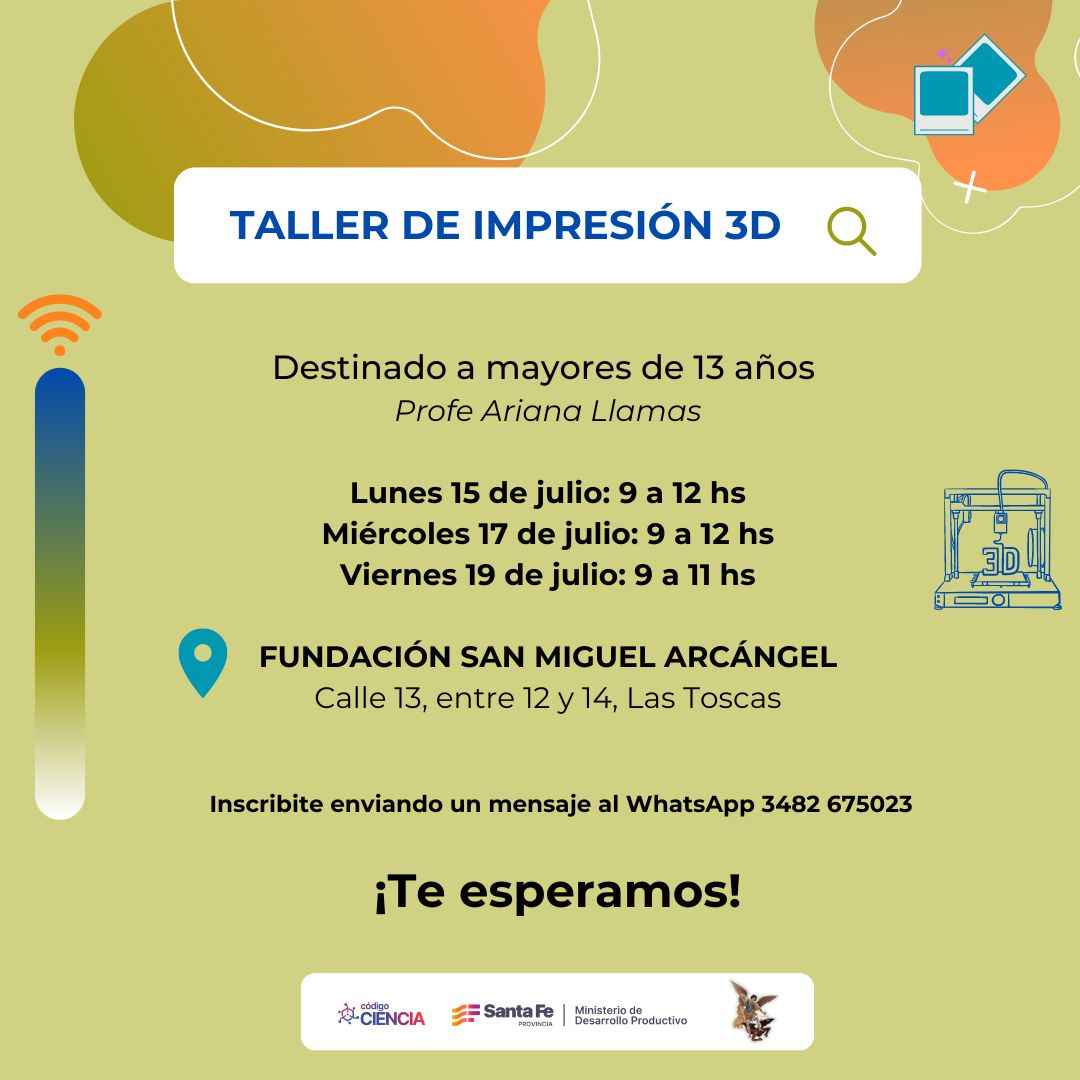 TALLER DE IMPRESIÓN 3D
Destinado a mayores de 13 años
Profe Ariana Llamas
Lunes 15 de julio: 9 a 12 hs
Miércoles 17 de julio: 9 a 12 hs
Viernes 19 de julio: 9 a 11 hs
3D
FUNDACIÓN SAN MIGUEL ARCÁNGEL
Calle 13, entre 12 y 14, Las Toscas
Inscribite enviando un mensaje al WhatsApp 3482 675023
¡Te esperamos!
código
CIENCIA
Santa Fe
PROVINCIA
Ministerio de
Desarrollo Productivo